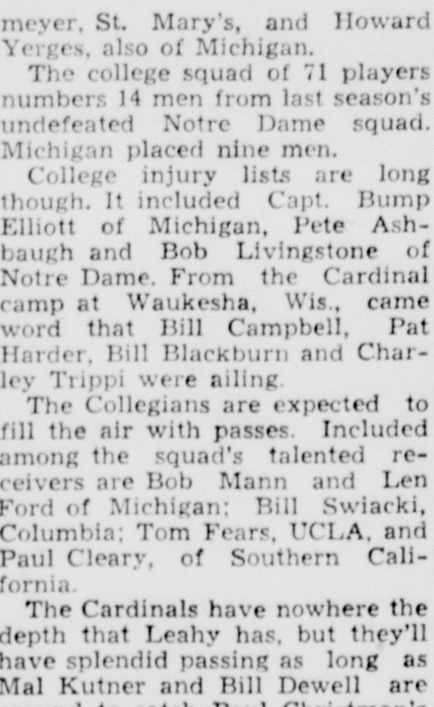 meyer, St. Mary's, and Howard
Yerges, also of Michigan.
The college squad of 71 players
numbers 14 men from last season's
undefeated Notre Dame squad.
Michigan placed nine men.
College injury lists are long
though. It included Capt. Bump
Elliott of Michigan, Pete Ash-
baugh and Bob Livingstone of
Notre Dame. From the Cardinal
camp at Waukesha, Wis., came
word that Bill Campbell, Pat
Harder, Bill Blackburn and Char-
ley Trippi were ailing.
The Collegians are expected to
fill the air with passes. Included
among the squad's talented re-
ceivers are Bob Mann and Len
Ford of Michigan; Bill Swiacki,
Columbia; Tom Fears, UCLA, and
Paul Cleary, of Southern Cali-
fornia.
The Cardinals have nowhere the
depth that Leahy has, but they'll
have splendid passing as long as
Mal Kutner and Bill Dewell are